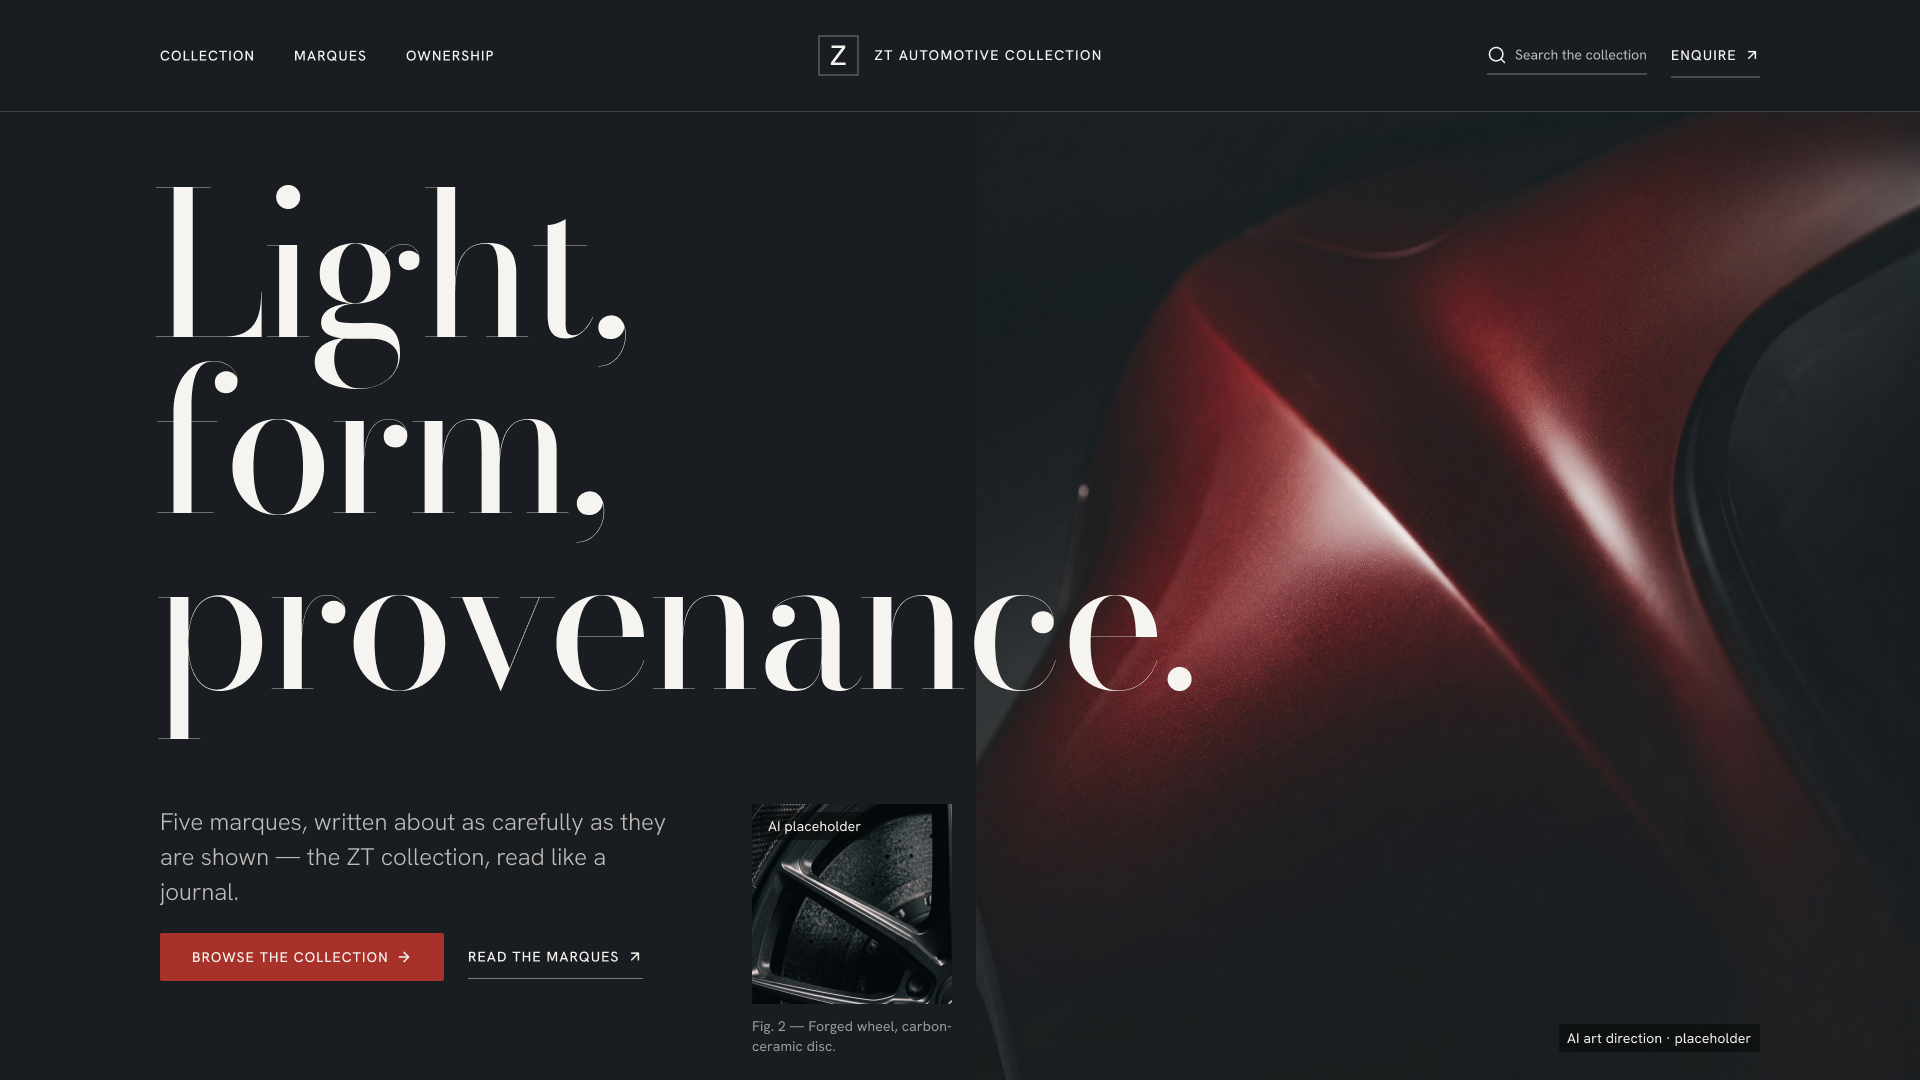 COLLECTION
MARQUES
OWNERSHIP
Z
ZT AUTOMOTIVE COLLECTION
Search the collection
ENQUIRE
Light,
form,
provenance.
Five marques, written about as carefully as they
are shown — the ZT collection, read like a
journal.
BROWSE THE COLLECTION
READ THE MARQUES
AI placeholder
Fig. 2 — Forged wheel, carbon-
ceramic disc.
AI art direction · placeholder